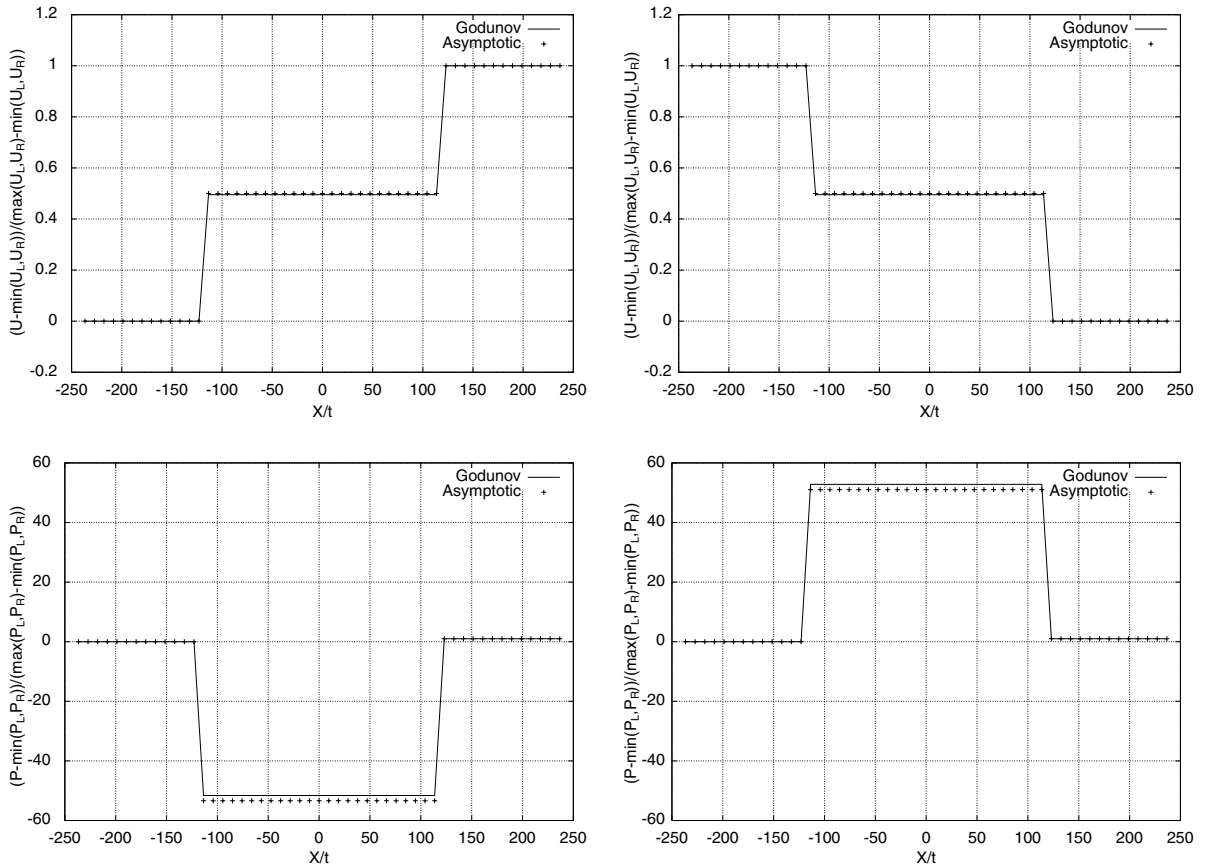 1.2
1
0.8
0.6
0.4
0.2
0
-0.2
(U-min(U_L,U_R))/(max(U_L,U_R)-min(U_L,U_R))
Godunov
Asymptotic
-250 -200 -150 -100 -50 0 50 100 150 200 250
X/t
1.2
1
0.8
0.6
0.4
0.2
0
-0.2
(U-min(U_L,U_R))/(max(U_L,U_R)-min(U_L,U_R))
Godunov
Asymptotic
-250 -200 -150 -100 -50 0 50 100 150 200 250
X/t
60
40
20
0
-20
-40
-60
(P-min(P_L,P_R))/(max(P_L,P_R)-min(P_L,P_R))
Godunov
Asymptotic
-250 -200 -150 -100 -50 0 50 100 150 200 250
X/t
60
40
20
0
-20
-40
-60
(P-min(P_L,P_R))/(max(P_L,P_R)-min(P_L,P_R))
Godunov
Asymptotic
-250 -200 -150 -100 -50 0 50 100 150 200 250
X/t